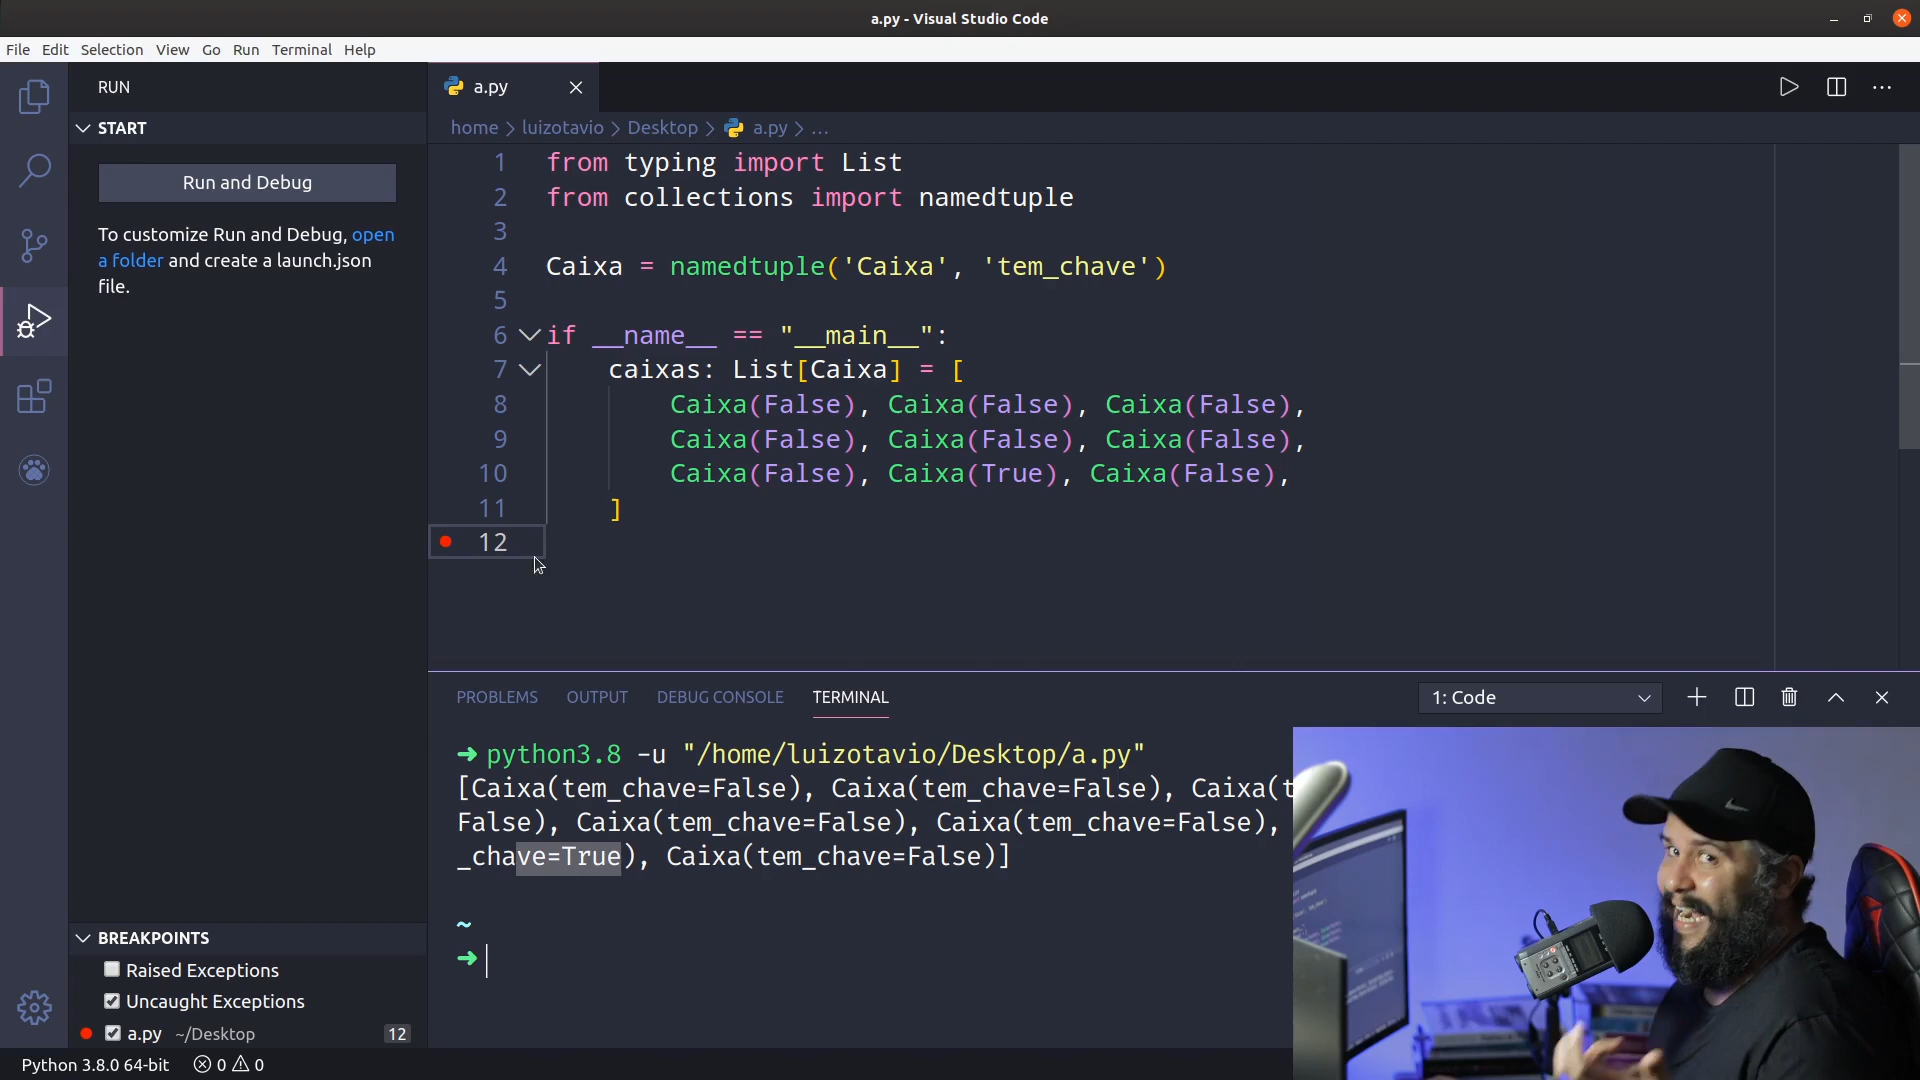 a.py - Visual Studio Code
File Edit Selection View Go Run Terminal Help
RUN
START
Run and Debug
To customize Run and Debug, open
a folder and create a launch.json
file.
a.py
home > luizotavio > Desktop > a.py > ...
1 from typing import List
2 from collections import namedtuple
3
4 Caixa = namedtuple('Caixa', 'tem_chave')
5
6 if __name__ == "__main__":
7 caixas: List[Caixa] = [
8 Caixa(False), Caixa(False), Caixa(False),
9 Caixa(False), Caixa(False), Caixa(False),
10 Caixa(False), Caixa(True), Caixa(False),
11 ]
12
PROBLEMS OUTPUT DEBUG CONSOLE TERMINAL
1: Code
➜ python3.8 -u "/home/luizotavio/Desktop/a.py"
[Caixa(tem_chave=False), Caixa(tem_chave=False), Caixa(t
False), Caixa(tem_chave=False), Caixa(tem_chave=False),
_chave=True), Caixa(tem_chave=False)]
~
➜
BREAKPOINTS
Raised Exceptions
Uncaught Exceptions
a.py ~/Desktop 12
Python 3.8.0 64-bit 0 0